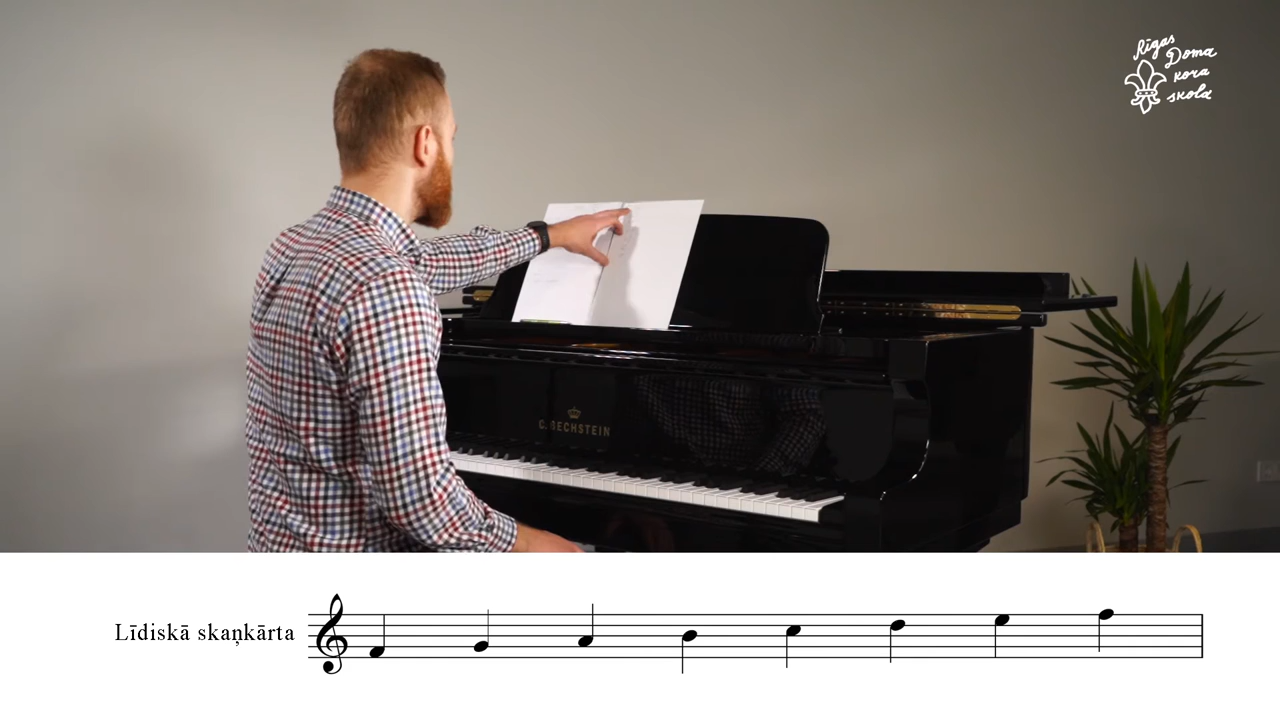 Rīgas
Doma
kora
skola
C. BECHSTEIN
Līdiskā skaņkārta